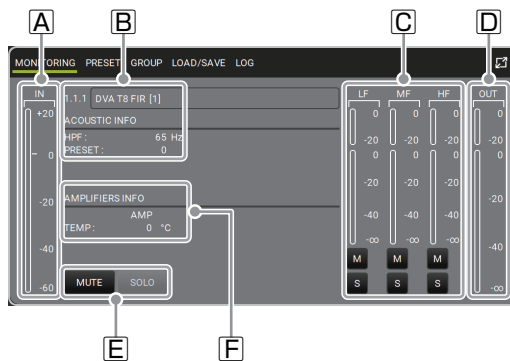 A B C D
MONITORING PRESET GROUP LOAD/SAVE LOG
IN 1.1.1 DVA T8 FIR [1] LF MF HF OUT
+20 0 0 0 0
ACOUSTIC INFO
HPF: 65 Hz -20 -20 -20 -20
PRESET: 0
0 0 0 0 0
-20 -20 -20 -20 -20
AMPLIFIERS INFO
AMP -40 -40 -40
TEMP: 0 °C
-40 -∞ -∞ -∞ -40
M M M
MUTE SOLO S S S
-60 -∞
E F